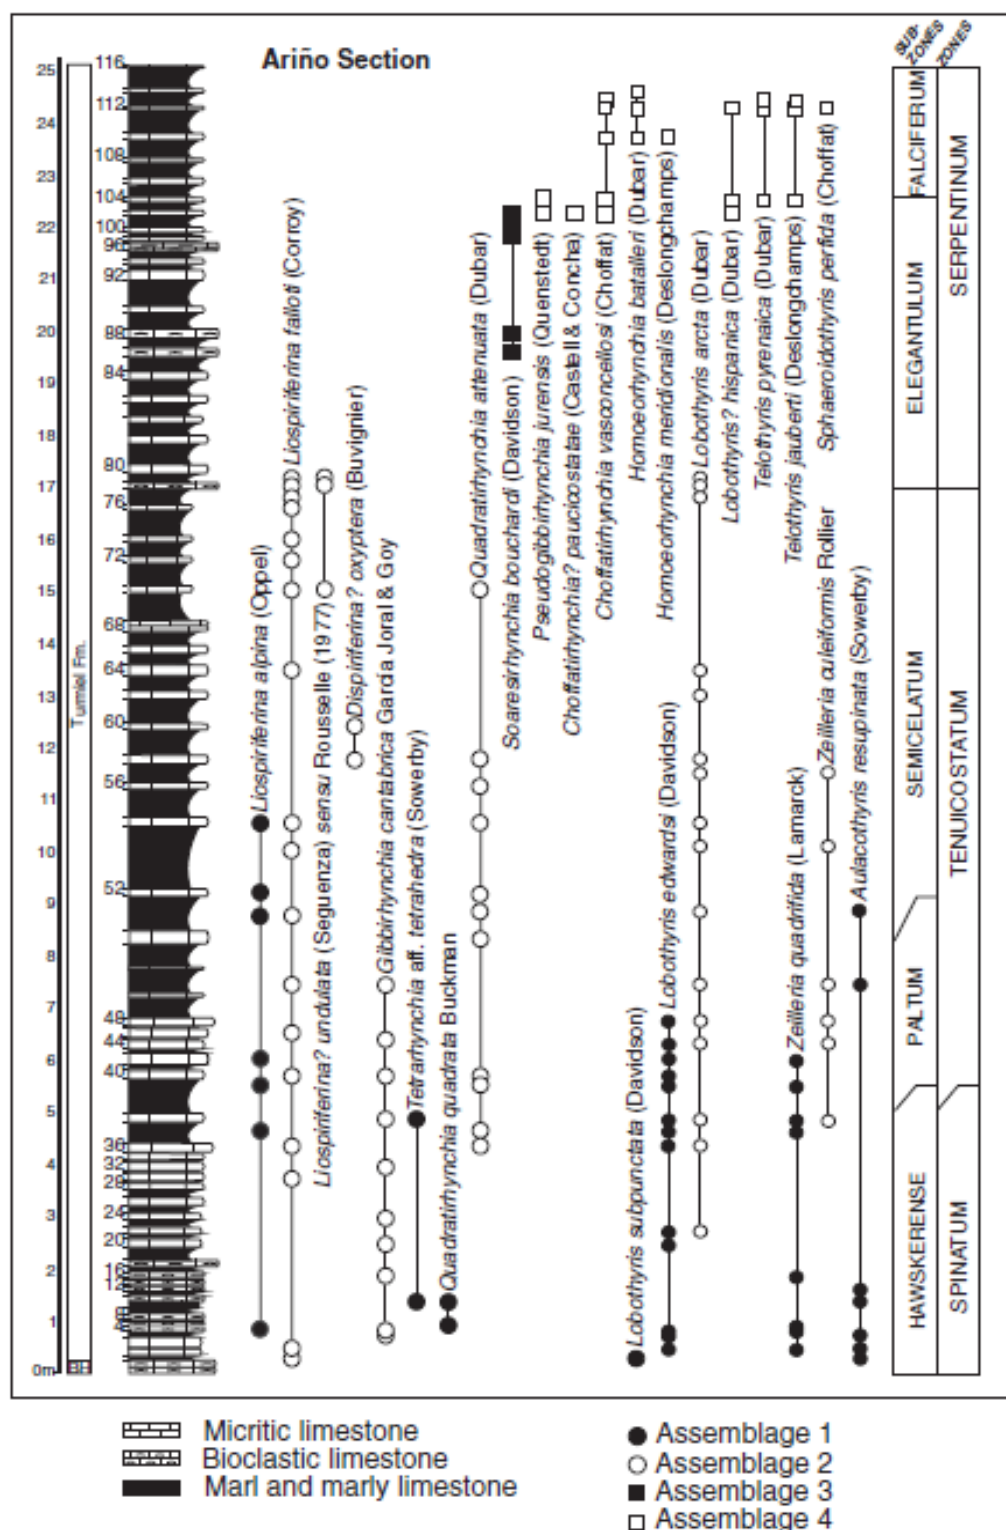 Ariño Section
SUB-
ZONES
ZONES
25
24
23
22
21
20
19
18
17
16
15
14
13
12
11
10
9
8
7
6
5
4
3
2
1
0m
116
112
108
104
100
96
92
88
84
80
76
72
68
64
60
56
52
48
44
40
36
32
28
24
20
16
Turmiel Fm.
BH
Liospiriferina alpina (Oppel)
Liospiriferina falloti (Corroy)
Liospiriferina? undulata (Seguenza) sensu Rousselle (1977)
Dispiriferina? oxyptera (Buvignier)
Gibbirhynchia cantabrica García Joral & Goy
Tetrarhynchia aff. tetrahedra (Sowerby)
Quadratirhynchia quadrata Buckman
Quadratirhynchia attenuata (Dubar)
Soaresirhynchia bouchardi (Davidson)
Pseudogibbirhynchia jurensis (Quenstedt)
Choffatirhynchia? paucicostatae (Castell & Concha)
Choffatirhynchia vasconcellosi (Choffat)
Homoeorhynchia batalleri (Dubar)
Homoeorhynchia meridionalis (Deslongchamps)
Lobothyris subpunctata (Davidson)
Lobothyris edwardsi (Davidson)
Lobothyris arcta (Dubar)
Lobothyris? hispanica (Dubar)
Telothyris pyrenaica (Dubar)
Telothyris jauberti (Deslongchamps)
Sphaeroidothyris perfida (Choffat)
Zeilleria quadrifida (Lamarck)
Zeilleria culeiformis Rollier
Aulacothyris resupinata (Sowerby)
FALCIFERUM
ELEGANTULUM
SEMICELATUM
PALTUM
HAWSKERENSE
SERPENTINUM
TENUICOSTATUM
SPINATUM
Micritic limestone
Bioclastic limestone
Marl and marly limestone
Assemblage 1
Assemblage 2
Assemblage 3
Assemblage 4